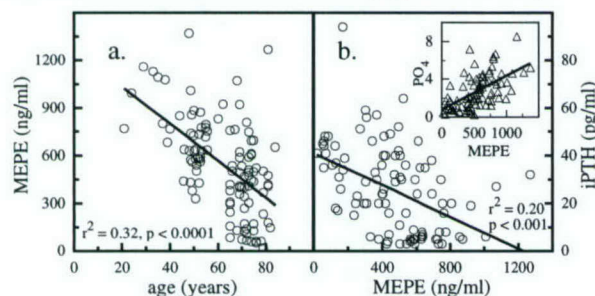 a.
b.
1200
900
600
300
0
MEPE (ng/ml)
r² = 0.32, p < 0.0001
0 20 40 60 80
age (years)
8
4
0
PO₄
0 500 1000
MEPE
r² = 0.20
p < 0.001
0 400 800 1200
MEPE (ng/ml)
80
60
40
20
0
iPTH (pg/ml)